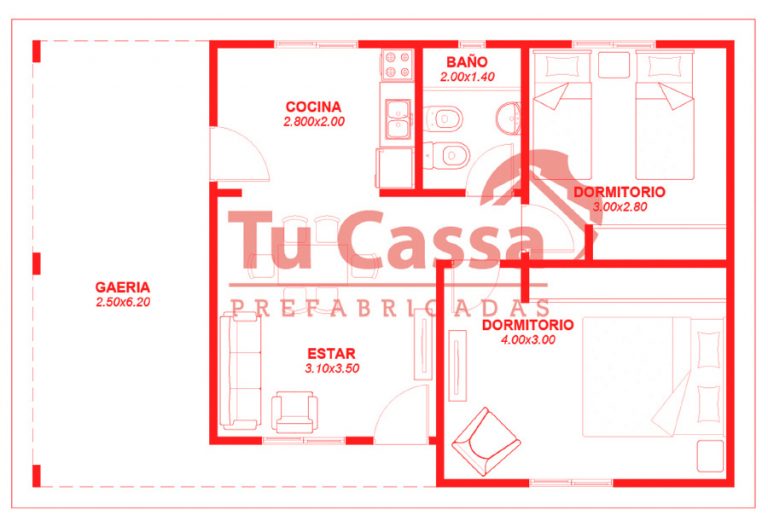 BAÑO
2.00x1.40
COCINA
2.800x2.00
DORMITORIO
3.00x2.80
Tu Cassa
PREFABRICADAS
GAERIA
2.50x6.20
DORMITORIO
4.00x3.00
ESTAR
3.10x3.50